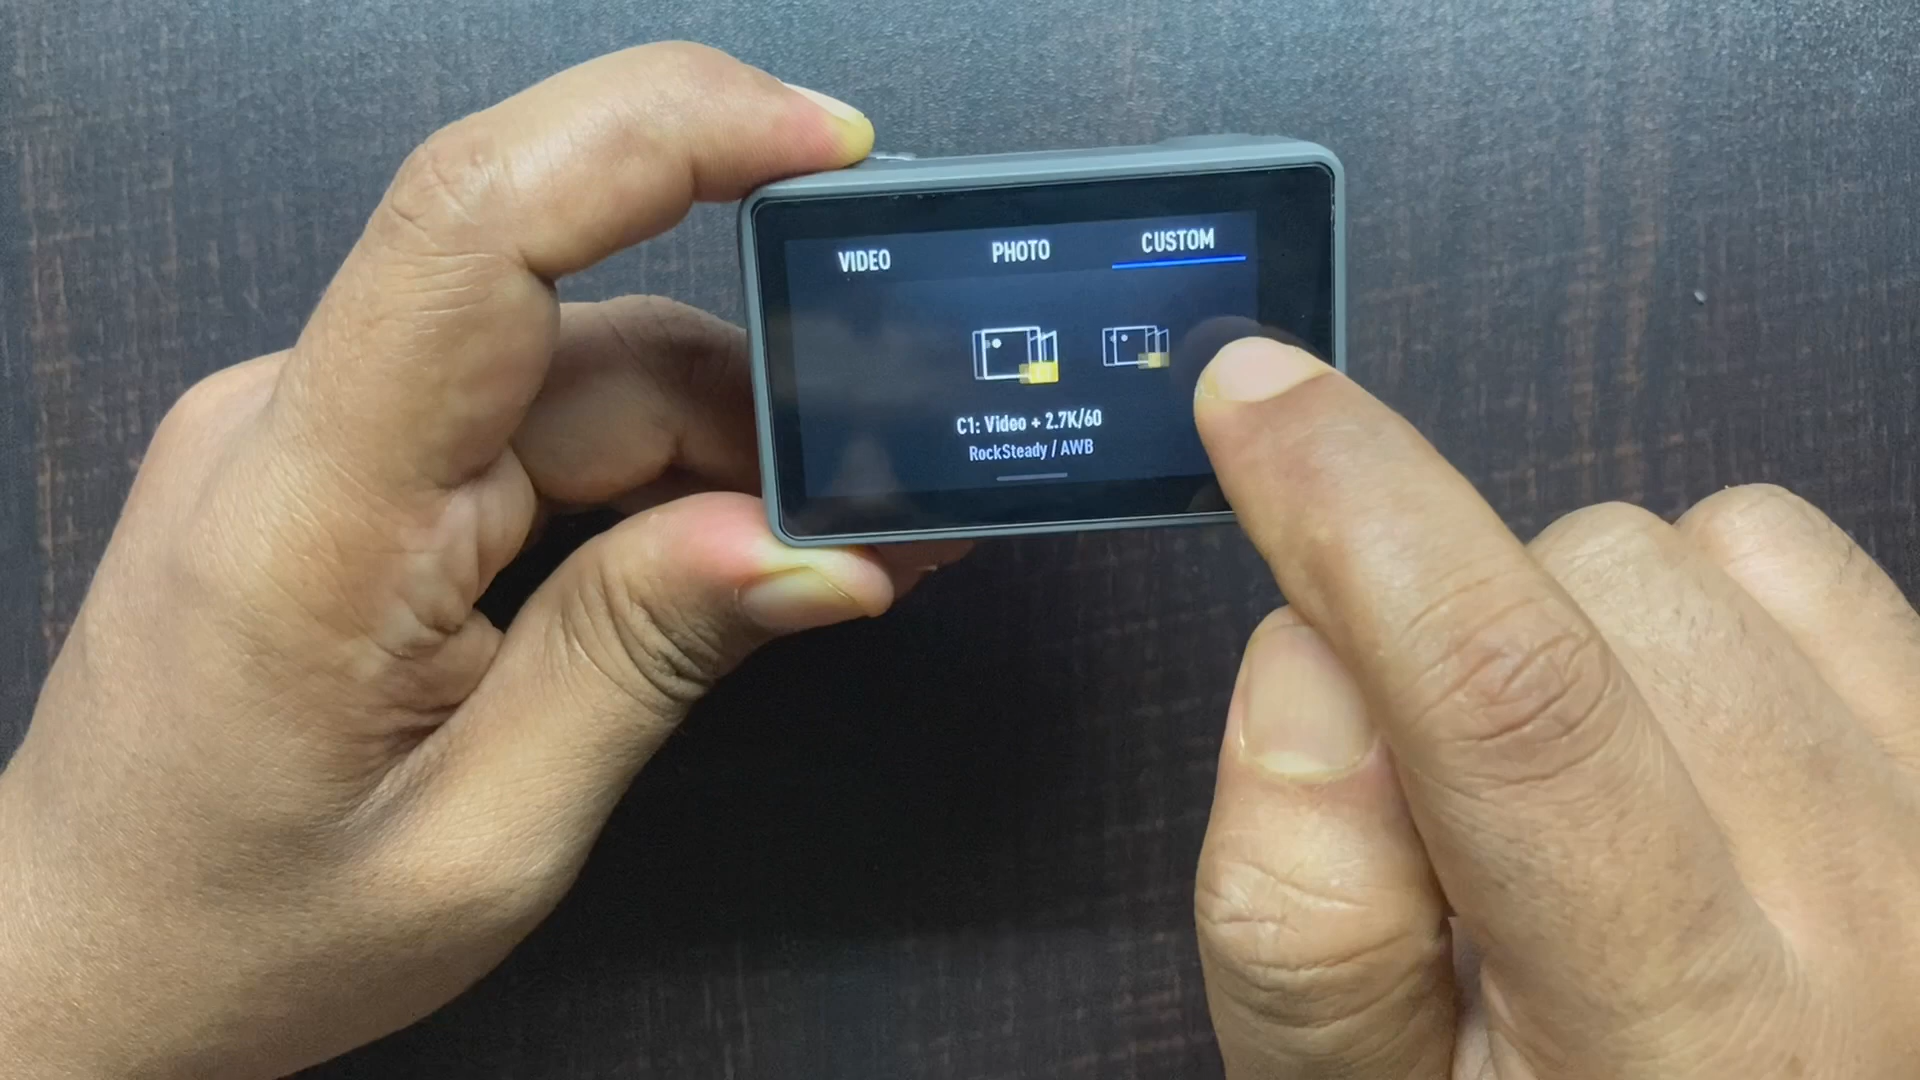 VIDEO PHOTO CUSTOM
C1: Video + 2.7K/60
RockSteady / AWB